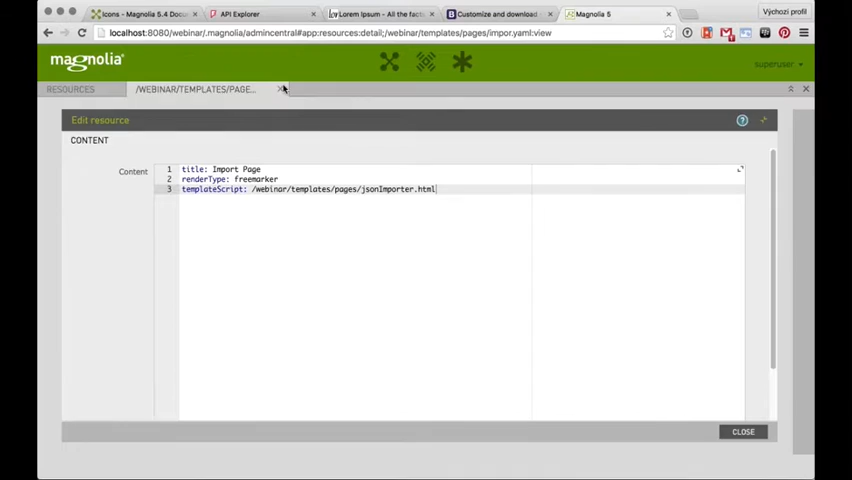 Icons - Magnolia 5.4 Docu
API Explorer
Lorem Ipsum - All the facts
Customize and download
Magnolia 5
Výchozí profil
localhost:8080/webinar/.magnolia/admincentral#app:resources:detail;/webinar/templates/pages/impor.yaml:view
magnolia
superuser
RESOURCES
/WEBINAR/TEMPLATES/PAGE...
Edit resource
CONTENT
Content
1 title: Import Page
2 renderType: freemarker
3 templateScript: /webinar/templates/pages/jsonImporter.html
CLOSE